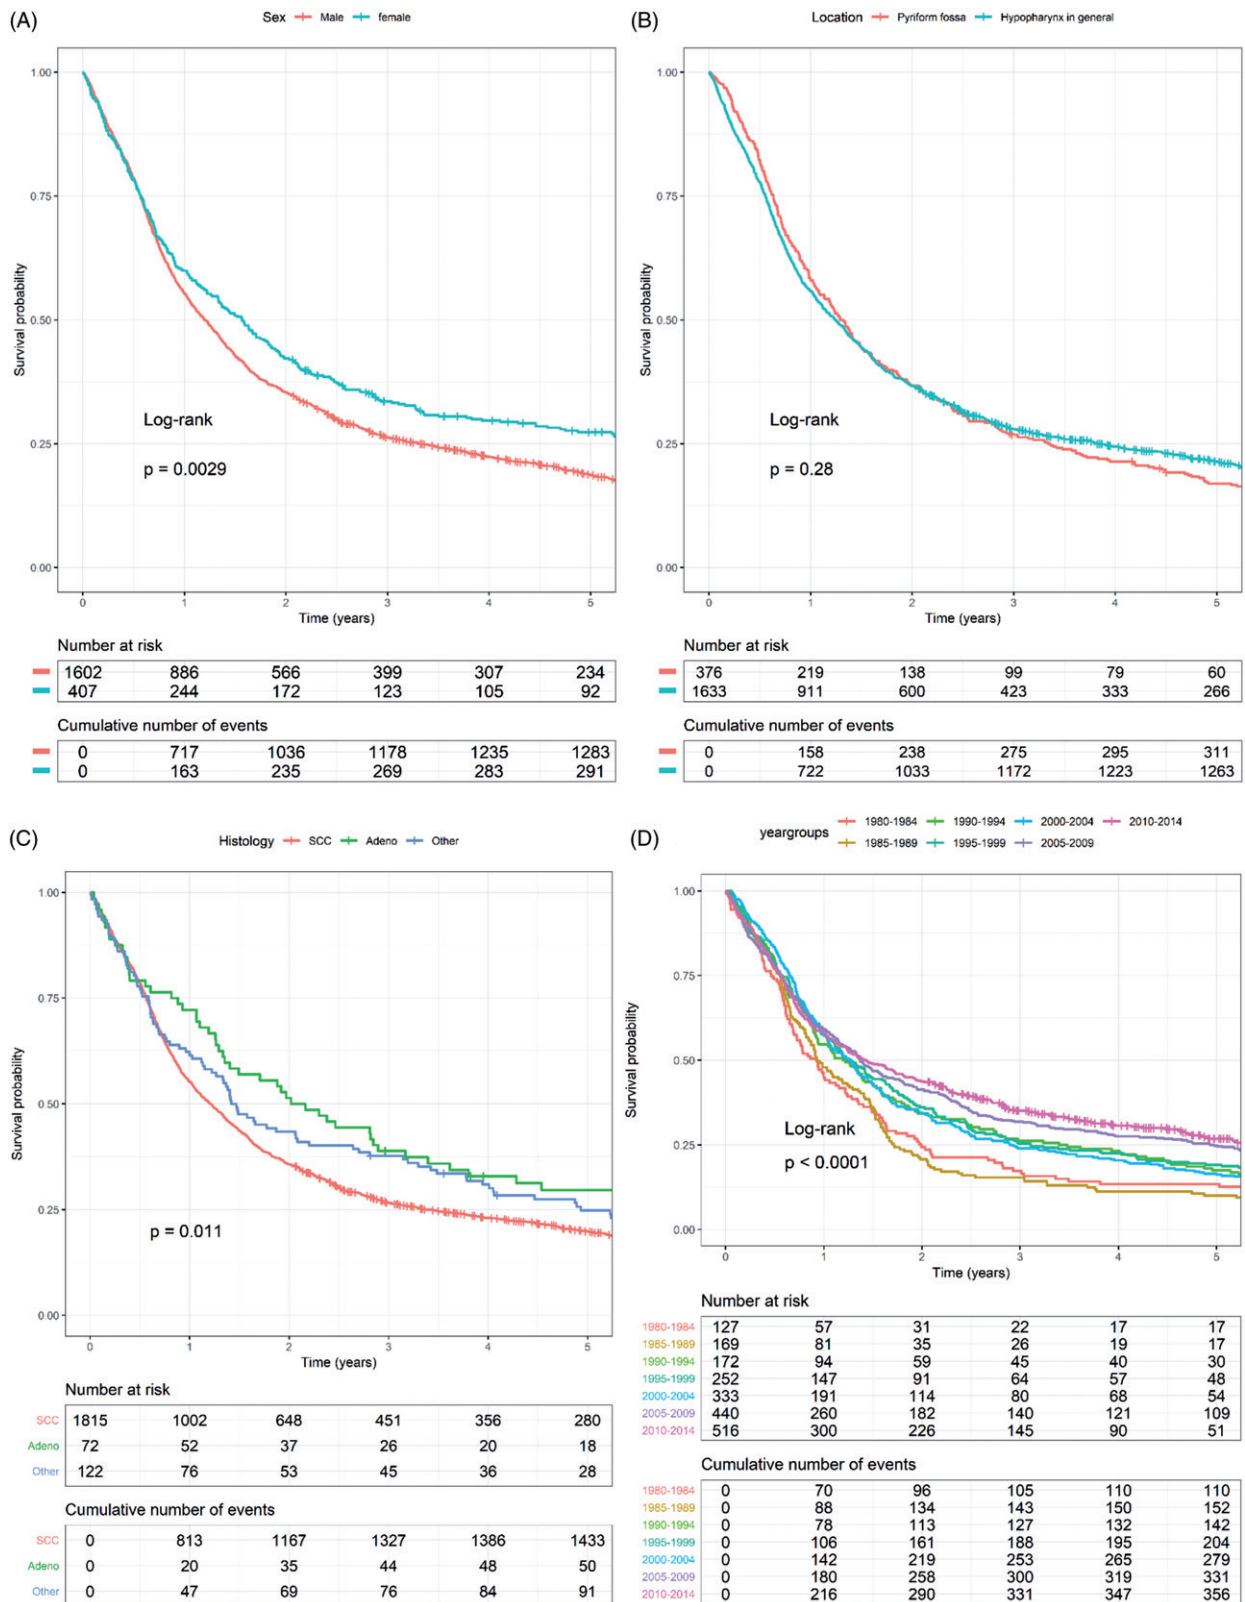 (A)
Sex Male female
1.00
0.75
0.50
0.25
0.00
Survival probability
Log-rank
p = 0.0029
0 1 2 3 4 5
Time (years)
Number at risk
1602 886 566 399 307 234
407 244 172 123 105 92
Cumulative number of events
0 717 1036 1178 1235 1283
0 163 235 269 283 291
(B)
Location Pyriform fossa Hypopharynx in general
1.00
0.75
0.50
0.25
0.00
Survival probability
Log-rank
p = 0.28
0 1 2 3 4 5
Time (years)
Number at risk
376 219 138 99 79 60
1633 911 600 423 333 266
Cumulative number of events
0 158 238 275 295 311
0 722 1033 1172 1223 1263
(C)
Histology SCC Adeno Other
1.00
0.75
0.50
0.25
0.00
Survival probability
p = 0.011
0 1 2 3 4 5
Time (years)
Number at risk
SCC 1815 1002 648 451 356 280
Adeno 72 52 37 26 20 18
Other 122 76 53 45 36 28
Cumulative number of events
SCC 0 813 1167 1327 1386 1433
Adeno 0 20 35 44 48 50
Other 0 47 69 76 84 91
(D)
yeargroups 1980-1984 1990-1994 2000-2004 2010-2014
1985-1989 1995-1999 2005-2009
1.00
0.75
0.50
0.25
0.00
Survival probability
Log-rank
p < 0.0001
0 1 2 3 4 5
Time (years)
Number at risk
1980-1984 127 57 31 22 17 17
1985-1989 169 81 35 26 19 17
1990-1994 172 94 59 45 40 30
1995-1999 252 147 91 64 57 48
2000-2004 333 191 114 80 68 54
2005-2009 440 260 182 140 121 109
2010-2014 516 300 226 145 90 51
Cumulative number of events
1980-1984 0 70 96 105 110 110
1985-1989 0 88 134 143 150 152
1990-1994 0 78 113 127 132 142
1995-1999 0 106 161 188 195 204
2000-2004 0 142 219 253 265 279
2005-2009 0 180 258 300 319 331
2010-2014 0 216 290 331 347 356